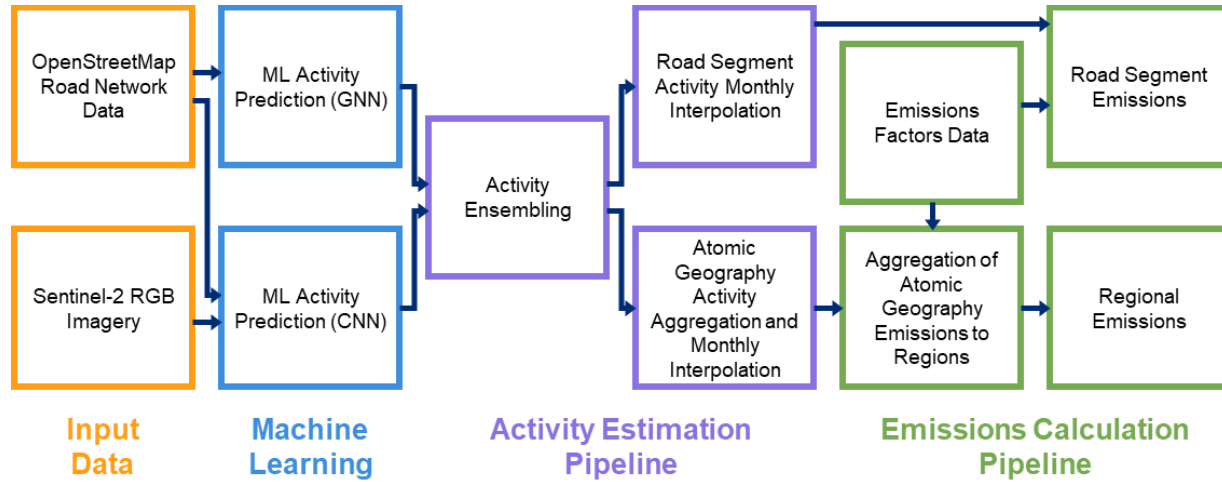 OpenStreetMap
Road Network
Data
ML Activity
Prediction (GNN)
Road Segment
Activity Monthly
Interpolation
Emissions
Factors Data
Road Segment
Emissions
Activity
Ensembling
Sentinel-2 RGB
Imagery
ML Activity
Prediction (CNN)
Atomic
Geography
Activity
Aggregation and
Monthly
Interpolation
Aggregation of
Atomic
Geography
Emissions to
Regions
Regional
Emissions
Input
Data
Machine
Learning
Activity Estimation
Pipeline
Emissions Calculation
Pipeline